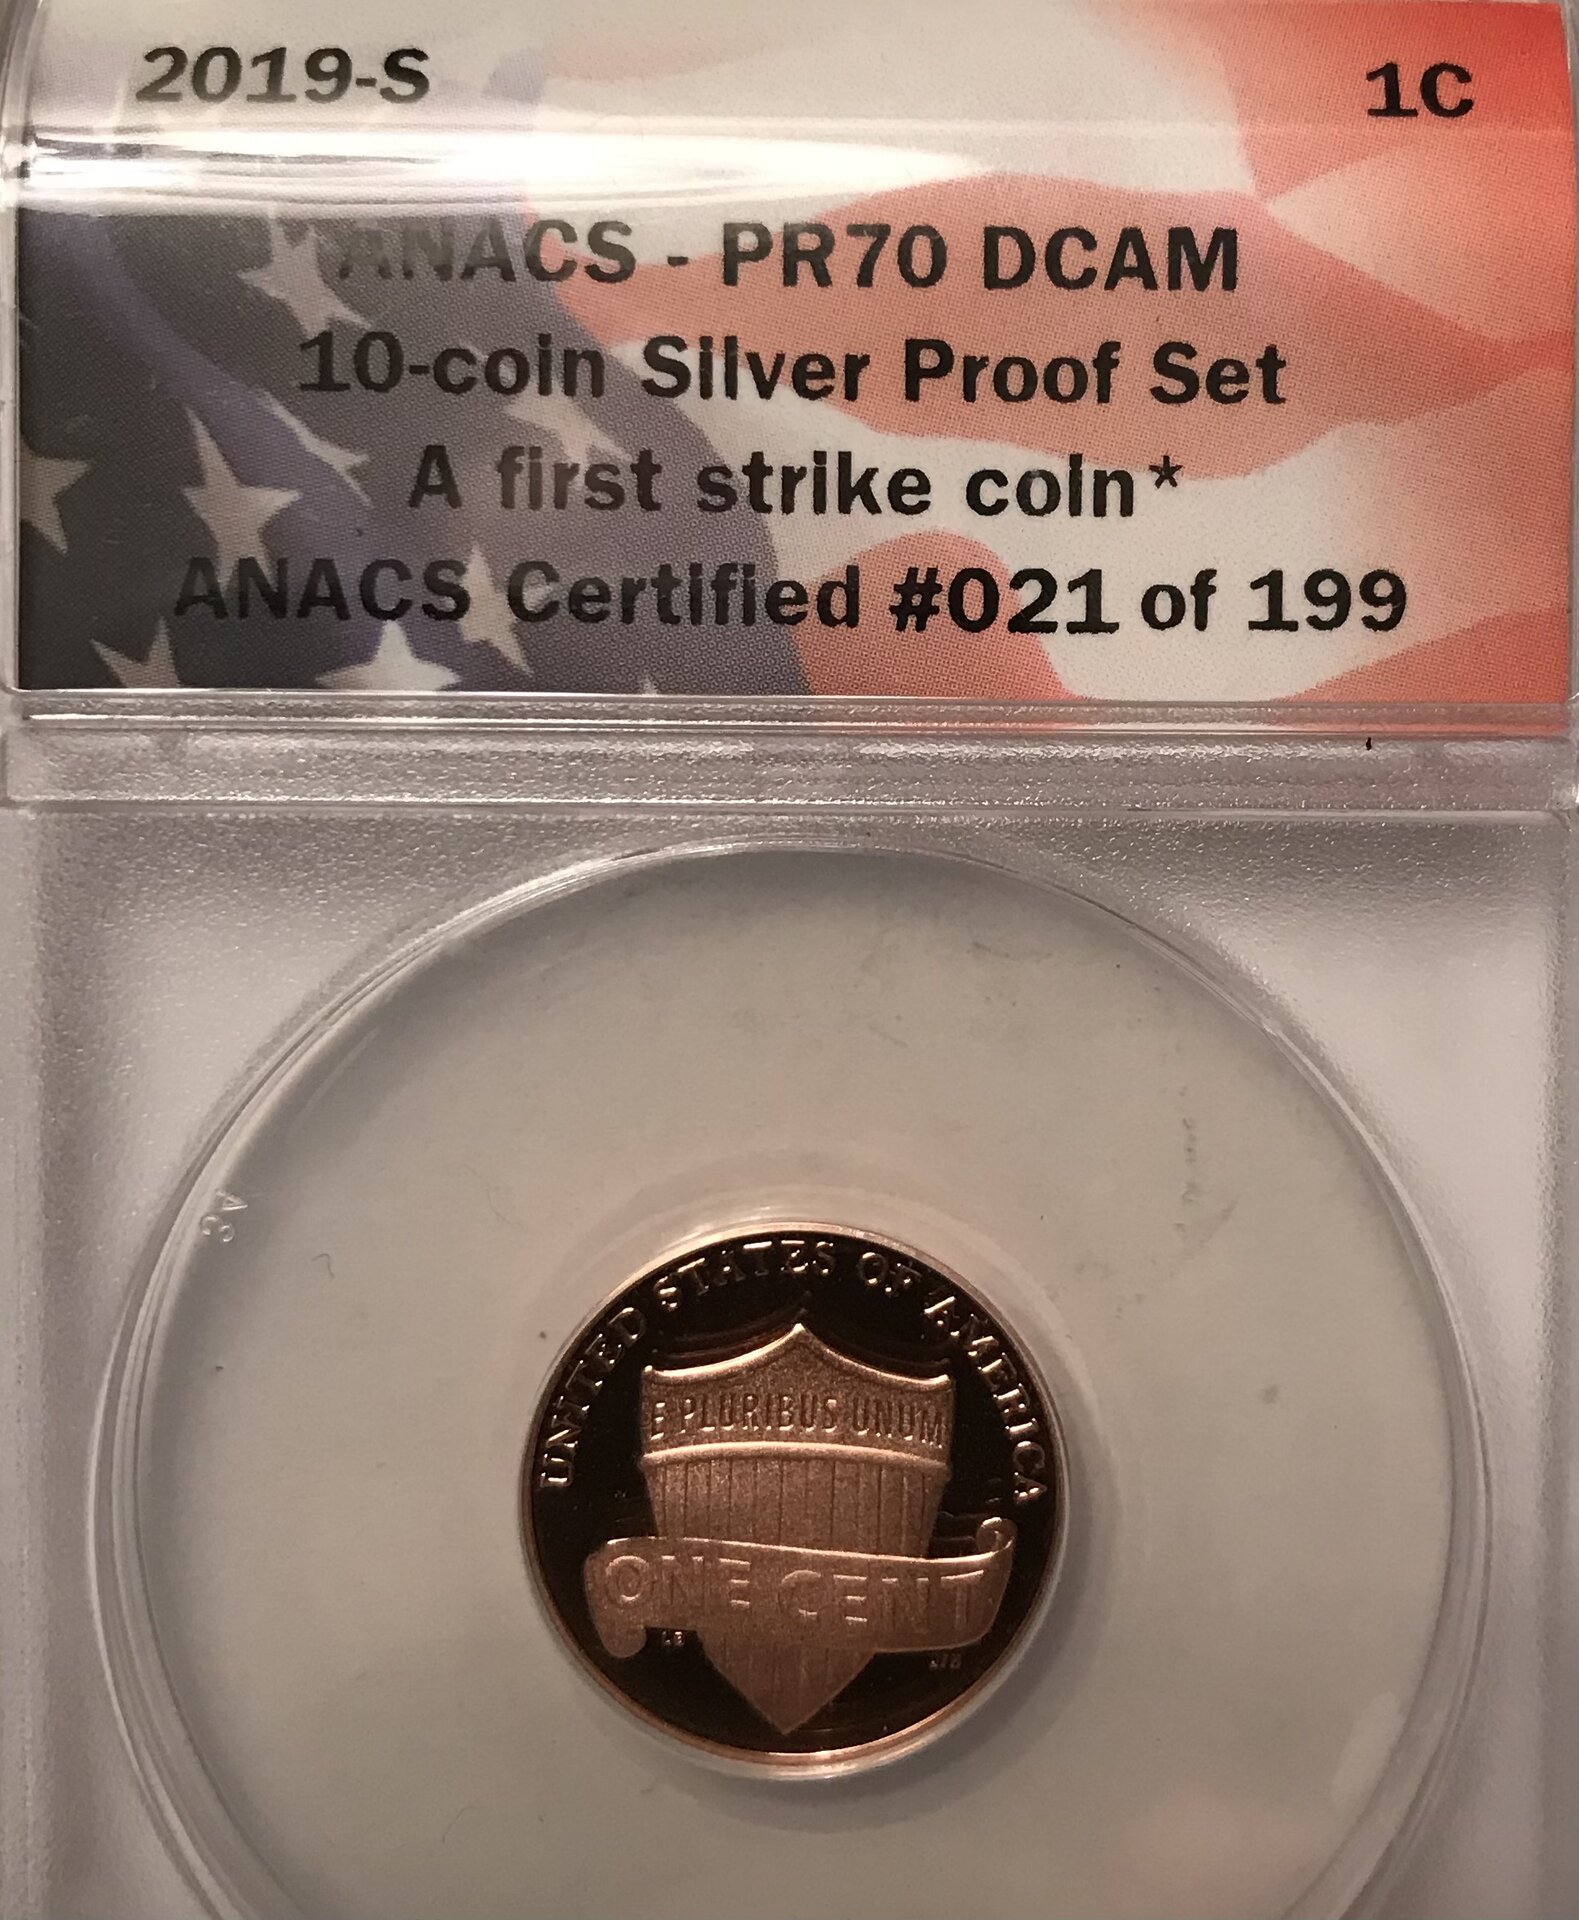 2019-S 1C
ANACS - PR70 DCAM
10-coin Silver Proof Set
A first strike coin*
ANACS Certified #021 of 199
UNITED STATES OF AMERICA
E PLURIBUS UNUM
ONE CENT
LB